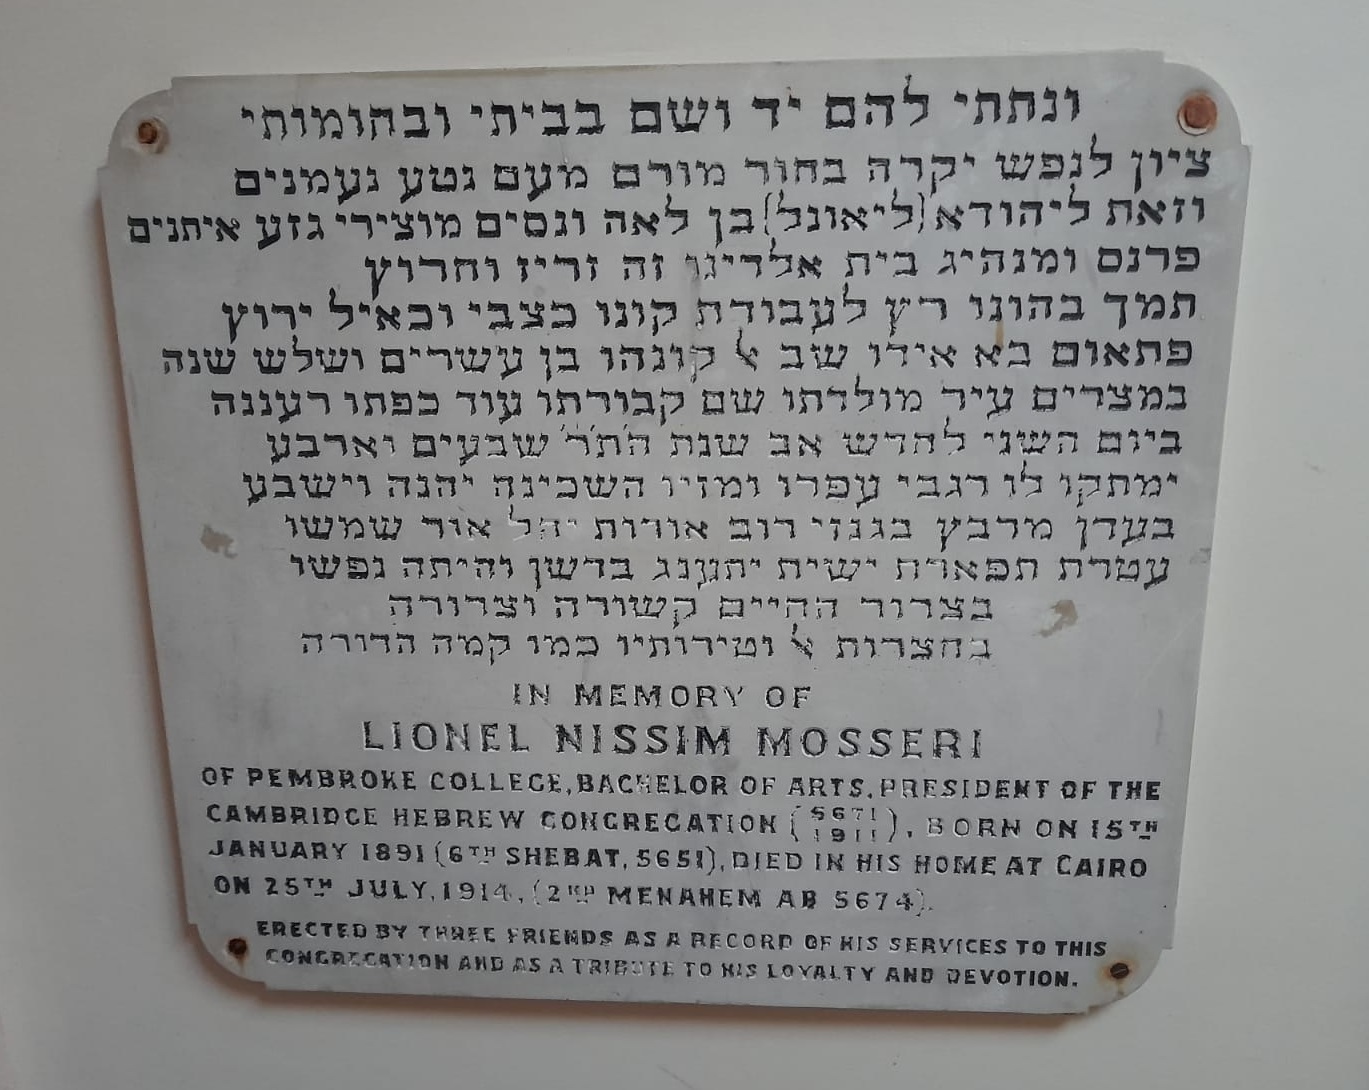 ונתתי להם יד ושם בביתי ובחומותי
ציון לנפש יקרה בחור מורם מעם נטע נעמנים
וזאת ליהודא (ליאונל) בן לאה ונסים מוצירי גזע איתנים
פרנס ומנהיג בית אלדינו זה זריז וחרוץ
תמך בהונו רץ לעבודת קונו כצבי וכאיל ירוץ
פתאום בא אידו שב אל קונהו בן עשרים ושלש שנה
במצרים עיר מולדתו שם קבורתו עוד כפתו רעננה
ביום השני לחדש אב שנת התר שבעים וארבע
ימתקו לו רגבי עפרו ומזיו השכינה יהנה וישבע
בעדן מרבץ בגנזי רוב אורות יהל אור שמשו
עטרת תפארת ישית יתענג בדשן והיתה נפשו
בצרור החיים קשורה וצרורה
בחצרות אל וטירותיו כמו קמה הדורה
IN MEMORY OF
LIONEL NISSIM MOSSERI
OF PEMBROKE COLLEGE, BACHELOR OF ARTS, PRESIDENT OF THE
CAMBRIDGE HEBREW CONGREGATION (5671 1911), BORN ON 15TH
JANUARY 1891 (6TH SHEBAT, 5651), DIED IN HIS HOME AT CAIRO
ON 25TH JULY, 1914, (2ND MENAHEM AB 5674).
ERECTED BY THREE FRIENDS AS A RECORD OF HIS SERVICES TO THIS
CONGREGATION AND AS A TRIBUTE TO HIS LOYALTY AND DEVOTION.